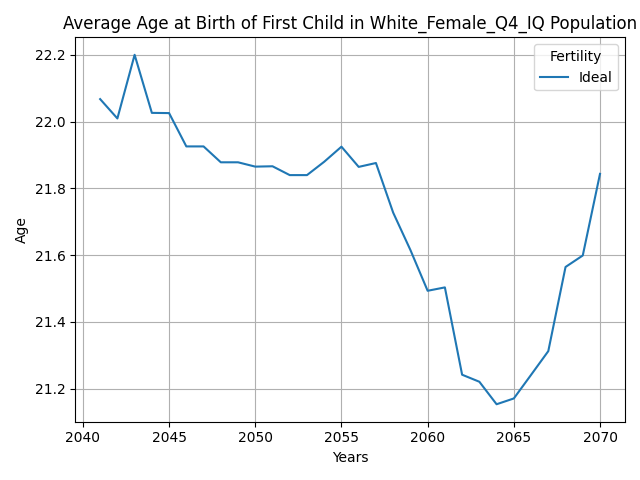 Average Age at Birth of First Child in White_Female_Q4_IQ Population
Fertility
Ideal
22.2
22.0
21.8
21.6
21.4
21.2
Age
2040
2045
2050
2055
2060
2065
2070
Years